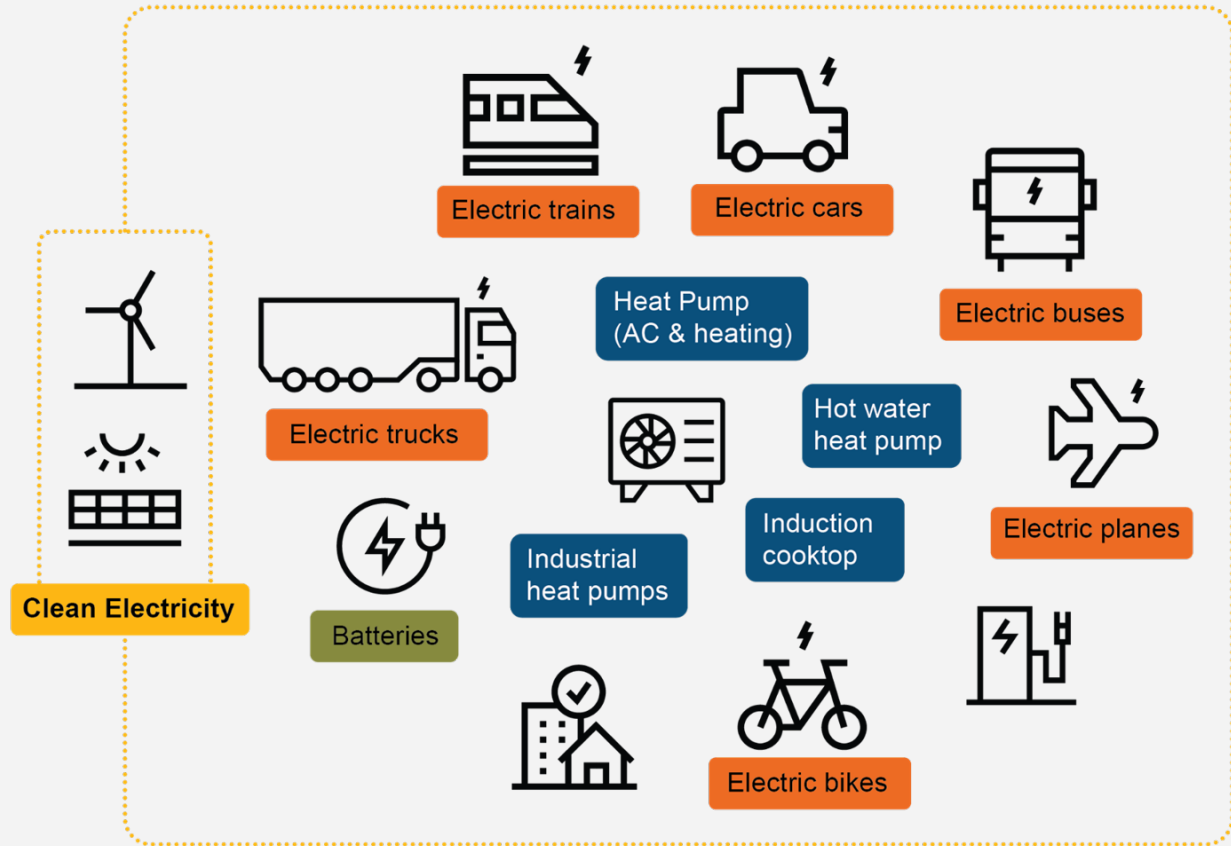 Electric trains
Electric cars
Electric buses
Heat Pump
(AC & heating)
Electric trucks
Hot water
heat pump
Electric planes
Induction
cooktop
Industrial
heat pumps
Clean Electricity
Batteries
Electric bikes